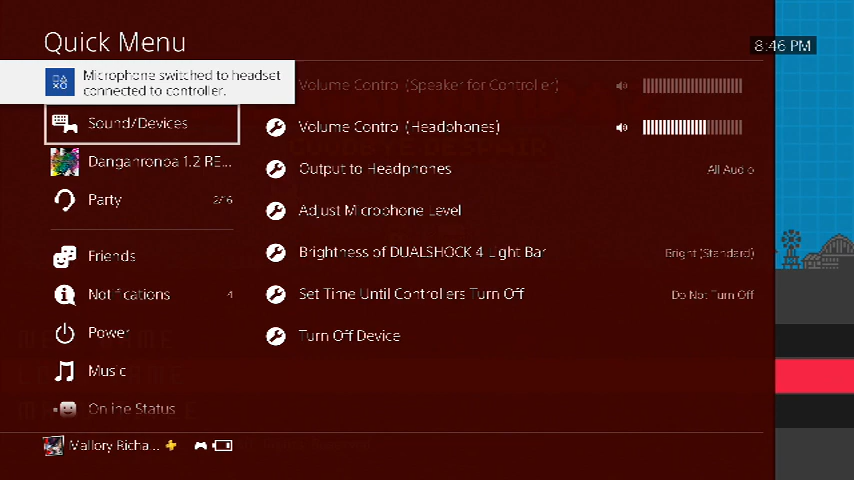 Quick Menu
8:46 PM
Microphone switched to headset
connected to controller.
Volume Control (Speaker for Controller)
Sound/Devices
Volume Control (Headphones)
Danganronpa 1.2 RE...
Output to Headphones
All Audio
Party
2/6
Adjust Microphone Level
Friends
Brightness of DUALSHOCK 4 Light Bar
Bright (Standard)
Notifications
4
Set Time Until Controllers Turn Off
Do Not Turn Off
Power
Turn Off Device
Music
Online Status
Mallory Richa...